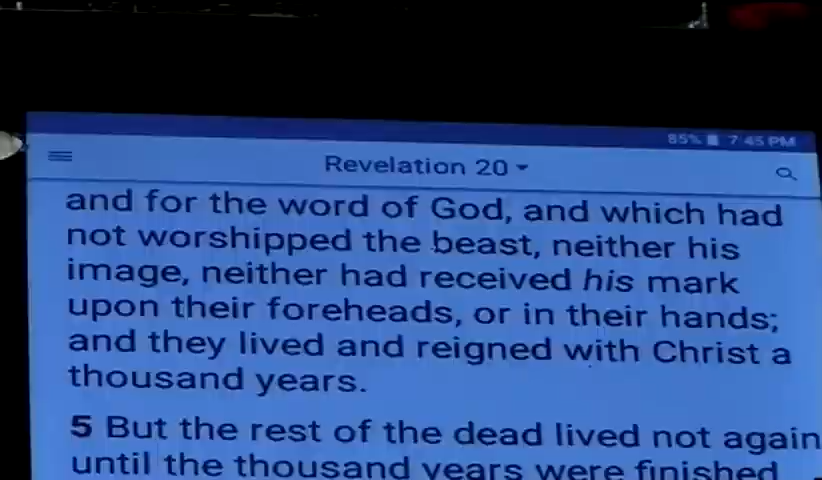 85% 7:45 PM
Revelation 20
and for the word of God, and which had
not worshipped the beast, neither his
image, neither had received his mark
upon their foreheads, or in their hands;
and they lived and reigned with Christ a
thousand years.
5 But the rest of the dead lived not again
until the thousand years were finished